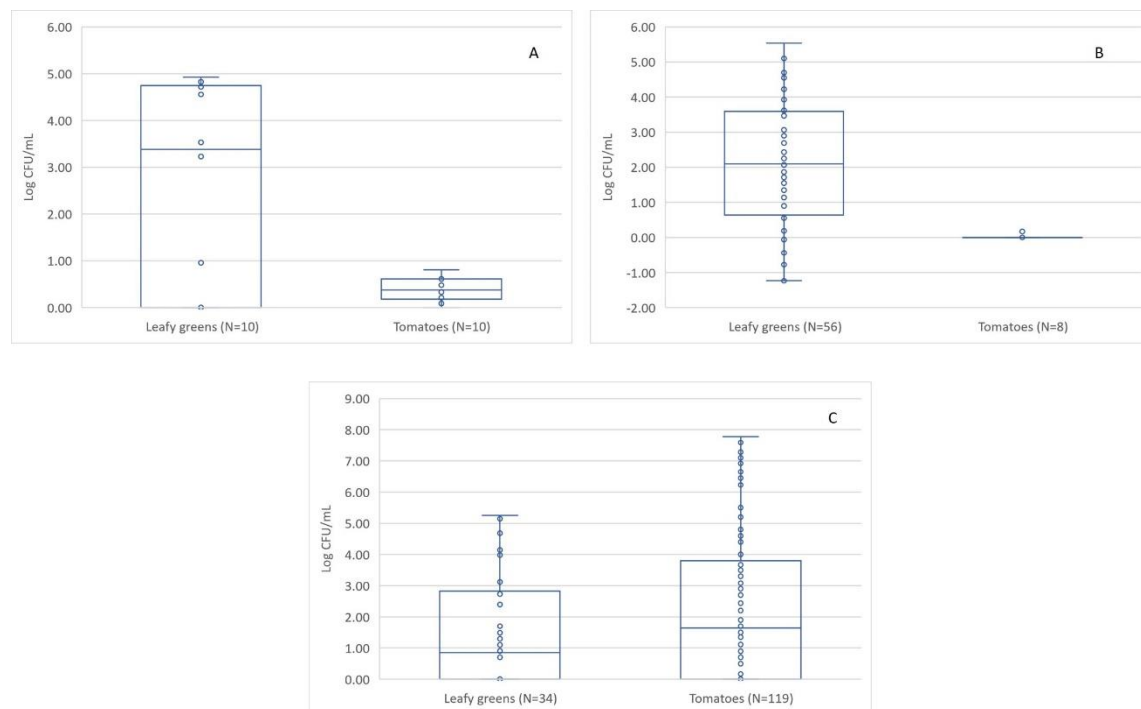 A
6.00
5.00
4.00
3.00
2.00
1.00
0.00
Log CFU/mL
Leafy greens (N=10)
Tomatoes (N=10)
B
6.00
5.00
4.00
3.00
2.00
1.00
0.00
-1.00
-2.00
Log CFU/mL
Leafy greens (N=56)
Tomatoes (N=8)
C
9.00
8.00
7.00
6.00
5.00
4.00
3.00
2.00
1.00
0.00
Log CFU/mL
Leafy greens (N=34)
Tomatoes (N=119)